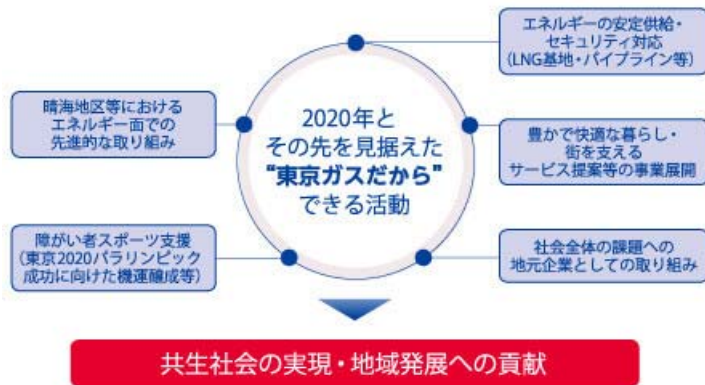 エネルギーの安定供給・
セキュリティ対応
(LNG基地・パイプライン等)
晴海地区等における
エネルギー面での
先進的な取り組み
2020年と
その先を見据えた
"東京ガスだから"
できる活動
豊かで快適な暮らし・
街を支える
サービス提案等の事業展開
障がい者スポーツ支援
(東京2020パラリンピック
成功に向けた機運醸成等)
社会全体の課題への
地元企業としての取り組み
共生社会の実現・地域発展への貢献